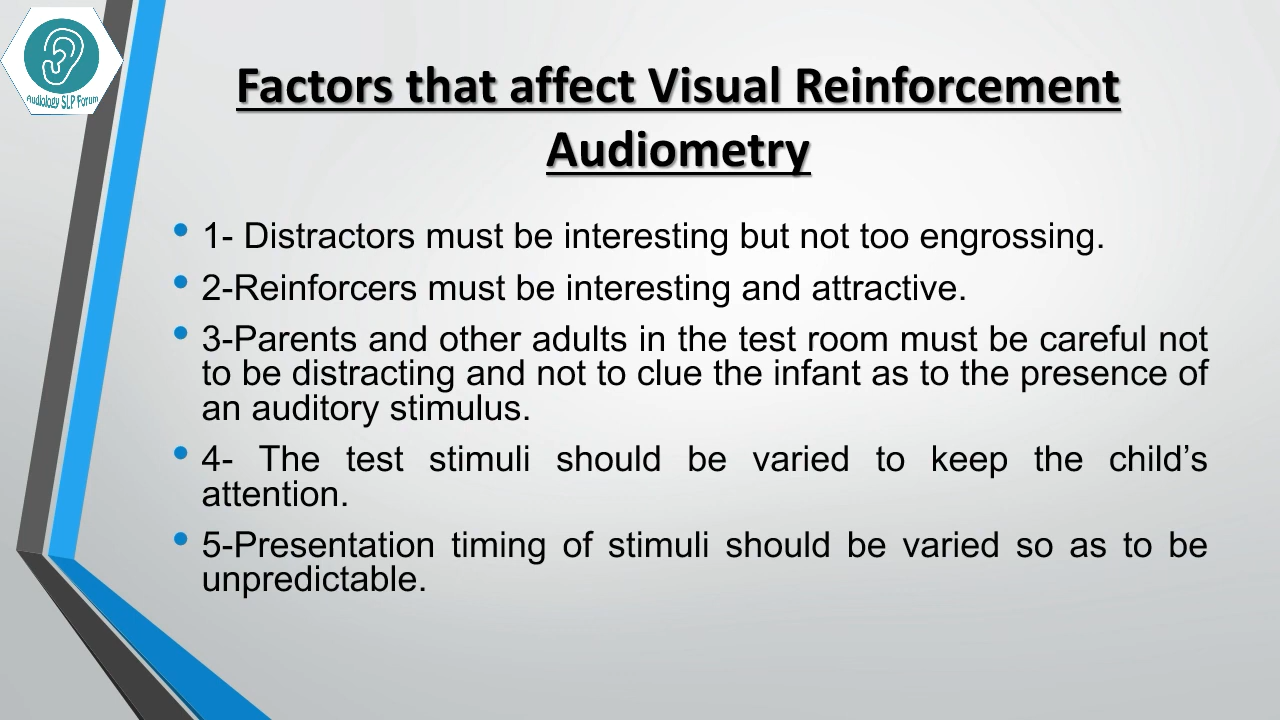 Audiology SLP Forum
Factors that affect Visual Reinforcement
Audiometry
• 1- Distractors must be interesting but not too engrossing.
• 2-Reinforcers must be interesting and attractive.
• 3-Parents and other adults in the test room must be careful not
to be distracting and not to clue the infant as to the presence of
an auditory stimulus.
• 4- The test stimuli should be varied to keep the child’s
attention.
• 5-Presentation timing of stimuli should be varied so as to be
unpredictable.